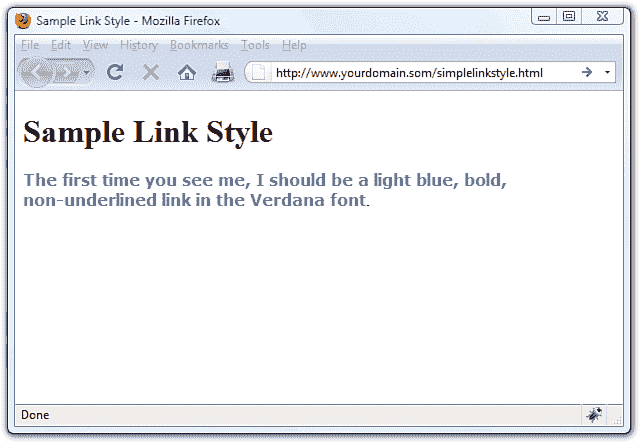 Sample Link Style - Mozilla Firefox
File Edit View History Bookmarks Tools Help
http://www.yourdomain.som/simplelinkstyle.html
Sample Link Style
The first time you see me, I should be a light blue, bold,
non-underlined link in the Verdana font.
Done